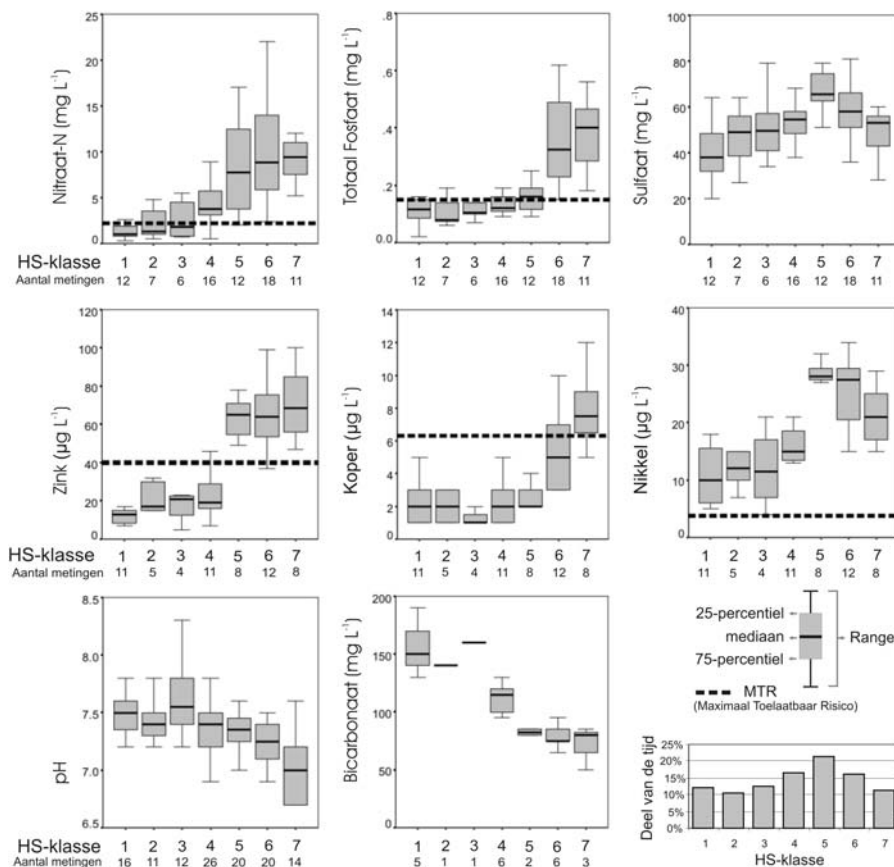 Nitraat-N (mg L⁻¹)
25
20
15
10
5
0
HS-klasse 1 2 3 4 5 6 7
Aantal metingen 12 7 6 16 12 18 11
Totaal Fosfaat (mg L⁻¹)
.8
.6
.4
.2
0.0
1 2 3 4 5 6 7
12 7 6 16 12 18 11
Sulfaat (mg L⁻¹)
100
80
60
40
20
0
1 2 3 4 5 6 7
12 7 6 16 12 18 11
Zink (µg L⁻¹)
120
100
80
60
40
20
0
HS-klasse 1 2 3 4 5 6 7
Aantal metingen 11 5 4 11 8 12 8
Koper (µg L⁻¹)
14
12
10
8
6
4
2
0
1 2 3 4 5 6 7
11 5 4 11 8 12 8
Nikkel (µg L⁻¹)
40
30
20
10
0
1 2 3 4 5 6 7
11 5 4 11 8 12 8
pH
8.5
8.0
7.5
7.0
6.5
HS-klasse 1 2 3 4 5 6 7
Aantal metingen 16 11 12 26 20 20 14
Bicarbonaat (mg L⁻¹)
200
150
100
50
0
1 2 3 4 5 6 7
5 1 1 6 2 6 3
25-percentiel
mediaan
75-percentiel
Range
MTR
(Maximaal Toelaatbaar Risico)
Deel van de tijd
25%
20%
15%
10%
5%
0%
1 2 3 4 5 6 7
HS-klasse